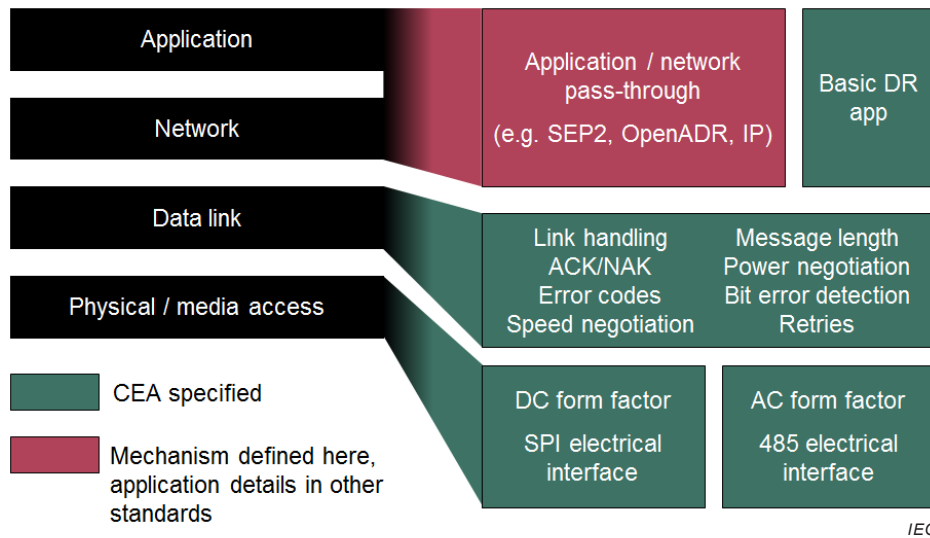 Application
Network
Data link
Physical / media access
CEA specified
Mechanism defined here,
application details in other
standards
Application / network
pass-through
(e.g. SEP2, OpenADR, IP)
Basic DR
app
Link handling
ACK/NAK
Error codes
Speed negotiation
Message length
Power negotiation
Bit error detection
Retries
DC form factor
SPI electrical
interface
AC form factor
485 electrical
interface
IEC